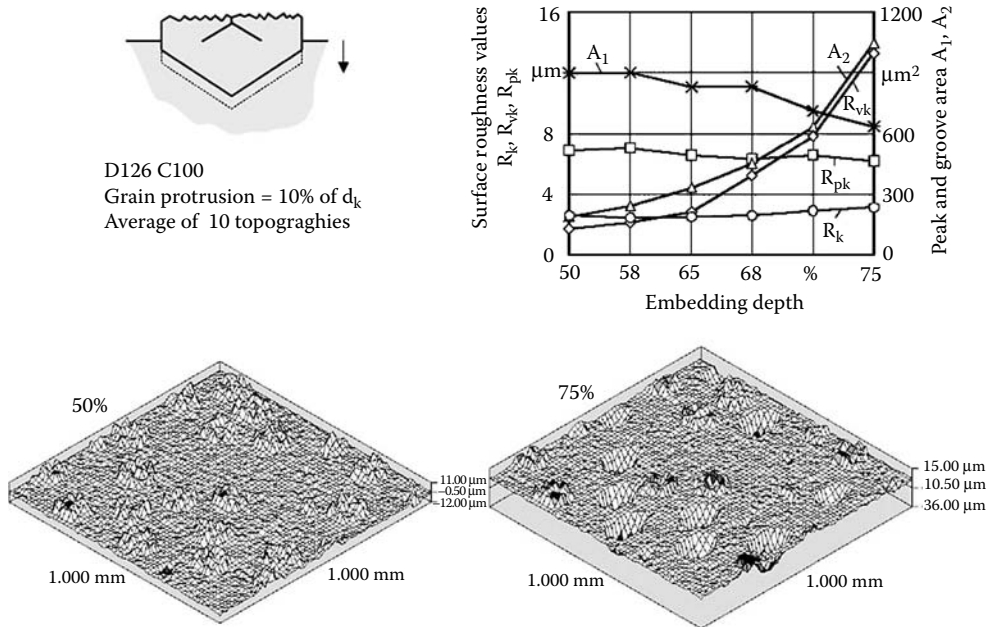 D126 C100
Grain protrusion = 10% of dk
Average of 10 topograghies
Surface roughness values
Rk, Rvk, Rpk
16
μm
8
4
0
A1
A2
Rvk
Rpk
Rk
1200
μm²
600
300
0
Peak and groove area A1, A2
50 58 65 68 % 75
Embedding depth
50%
11.00 μm
–0.50 μm
–12.00 μm
1.000 mm 1.000 mm
75%
15.00 μm
10.50 μm
36.00 μm
1.000 mm 1.000 mm